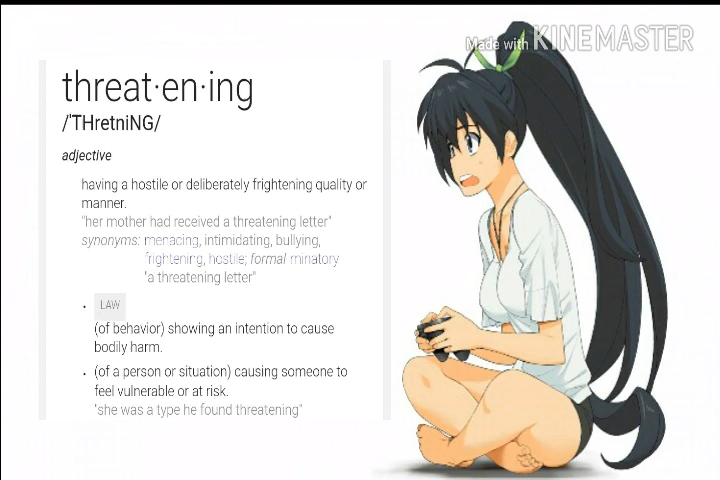 Made with KINEMASTER
threat·en·ing
/ˈTHretniNG/
adjective
having a hostile or deliberately frightening quality or
manner.
"her mother had received a threatening letter"
synonyms: menacing, intimidating, bullying,
frightening, hostile; formal minatory
"a threatening letter"
• LAW
(of behavior) showing an intention to cause
bodily harm.
• (of a person or situation) causing someone to
feel vulnerable or at risk.
"she was a type he found threatening"